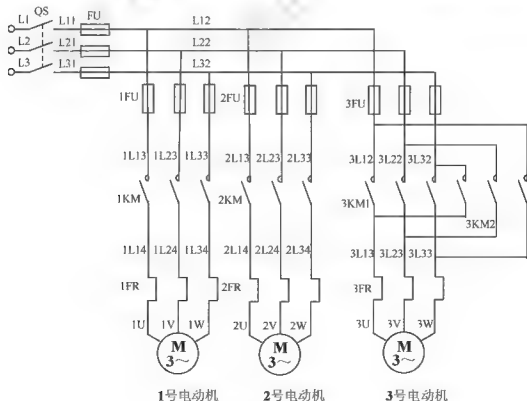 QS
L1 L11 FU L12
L2 L21 L22
L3 L31 L32
1FU 2FU 3FU
1L13 1L23 1L33 2L13 2L23 2L33 3L12 3L22 3L32
1KM 2KM 3KM1 3KM2
1L14 1L24 1L34 2L14 2L24 2L34 3L13 3L23 3L33
1FR 2FR 3FR
1U 1V 1W 2U 2V 2W 3U 3V 3W
M M M
3～ 3～ 3～
1号电动机 2号电动机 3号电动机